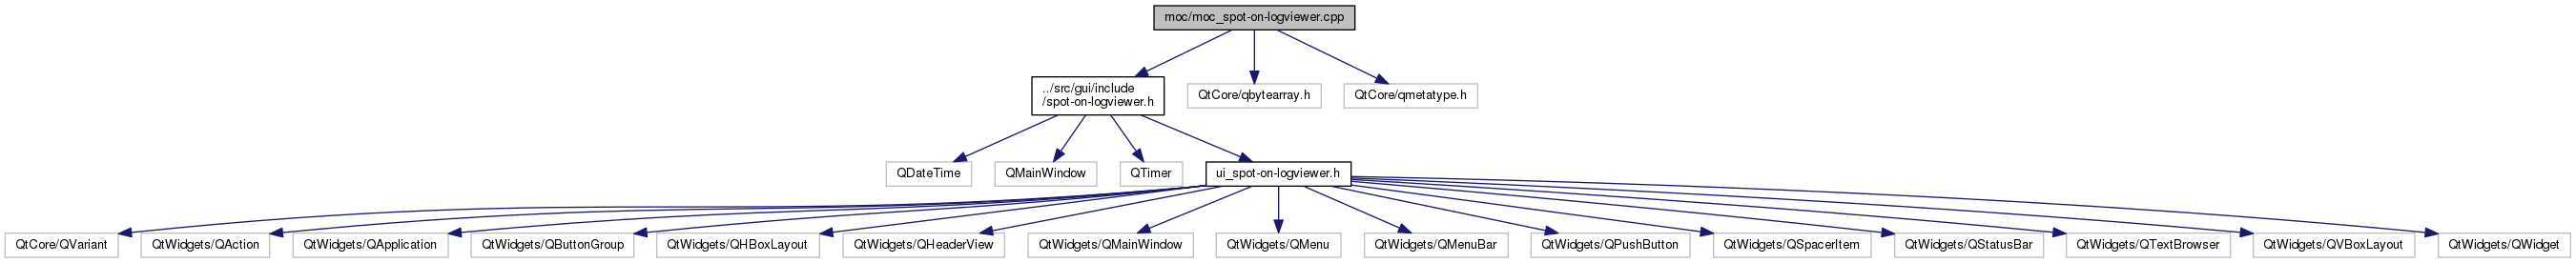 moc/moc_spot-on-logviewer.cpp
../src/gui/include
/spot-on-logviewer.h
QtCore/qbytearray.h
QtCore/qmetatype.h
QDateTime
QMainWindow
QTimer
ui_spot-on-logviewer.h
QtCore/QVariant
QtWidgets/QAction
QtWidgets/QApplication
QtWidgets/QButtonGroup
QtWidgets/QHBoxLayout
QtWidgets/QHeaderView
QtWidgets/QMainWindow
QtWidgets/QMenu
QtWidgets/QMenuBar
QtWidgets/QPushButton
QtWidgets/QSpacerItem
QtWidgets/QStatusBar
QtWidgets/QTextBrowser
QtWidgets/QVBoxLayout
QtWidgets/QWidget